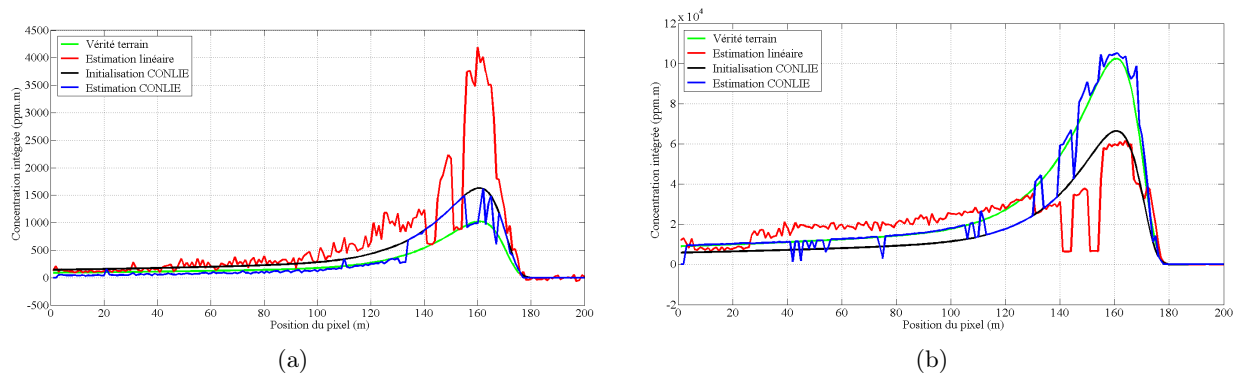 4500
4000
3500
3000
2500
2000
1500
1000
500
0
-500
Concentration intégrée (ppm.m)
Vérité terrain
Estimation linéaire
Initialisation CONLIE
Estimation CONLIE
0 20 40 60 80 100 120 140 160 180 200
Position du pixel (m)
(a)
x 10⁴
12
10
8
6
4
2
0
-2
Concentration intégrée (ppm.m)
Vérité terrain
Estimation linéaire
Initialisation CONLIE
Estimation CONLIE
0 20 40 60 80 100 120 140 160 180 200
Position du pixel (m)
(b)